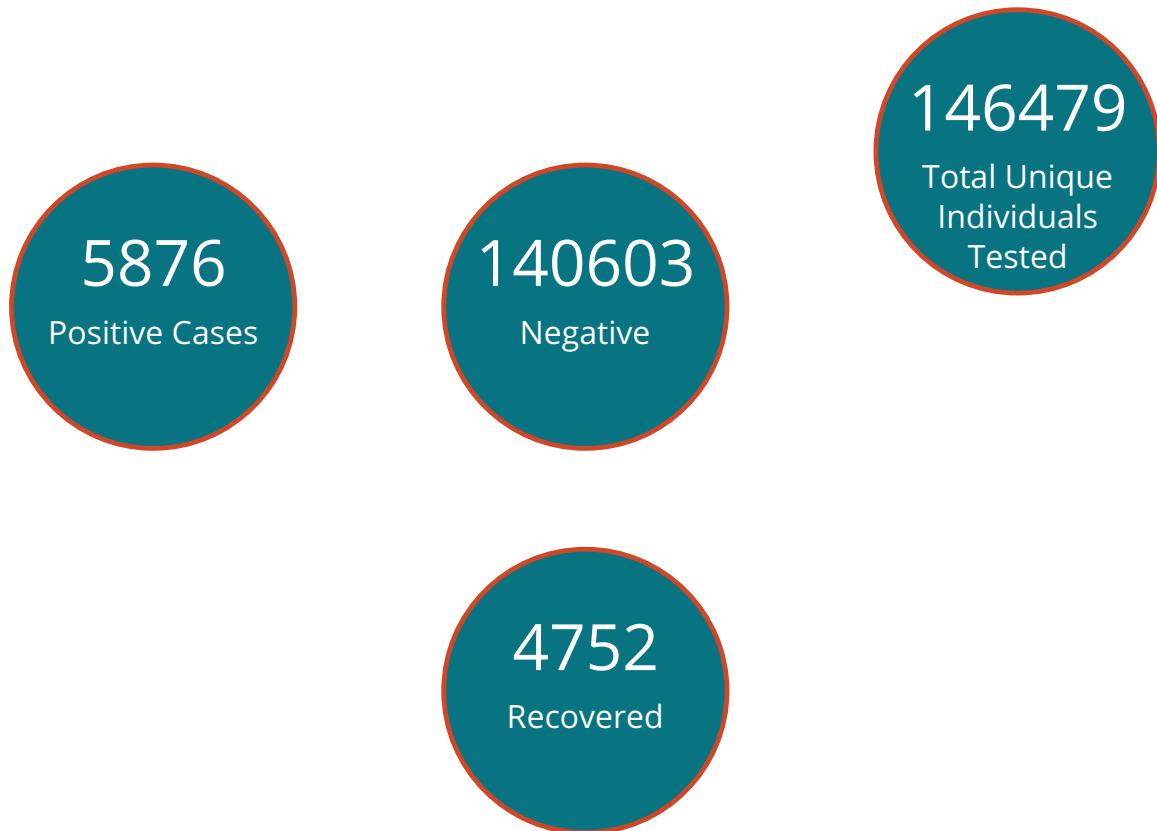 5876
Positive Cases
140603
Negative
146479
Total Unique
Individuals
Tested
4752
Recovered